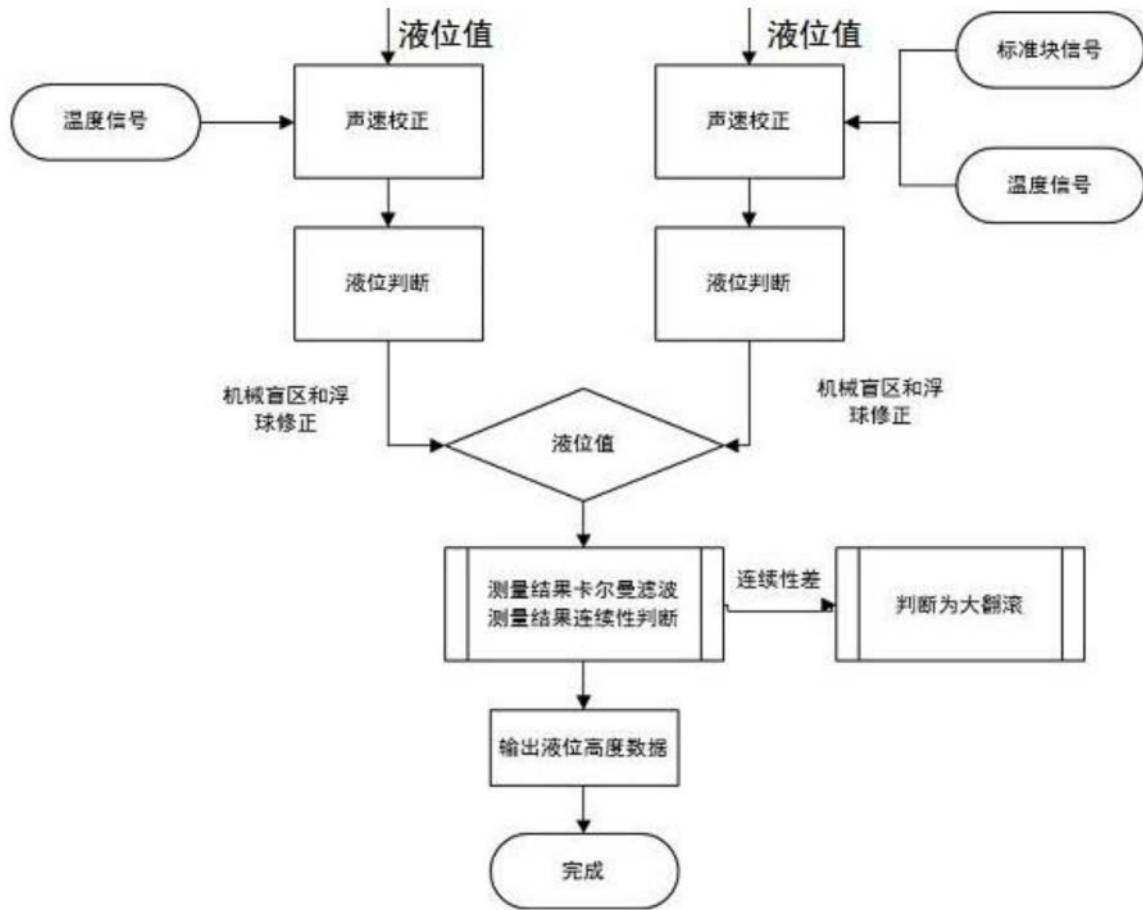 液位值
液位值
标准块信号
温度信号
声速校正
声速校正
温度信号
液位判断
液位判断
机械盲区和浮
球修正
机械盲区和浮
球修正
液位值
测量结果卡尔曼滤波
测量结果连续性判断
连续性差
判断为大翻滚
输出液位高度数据
完成